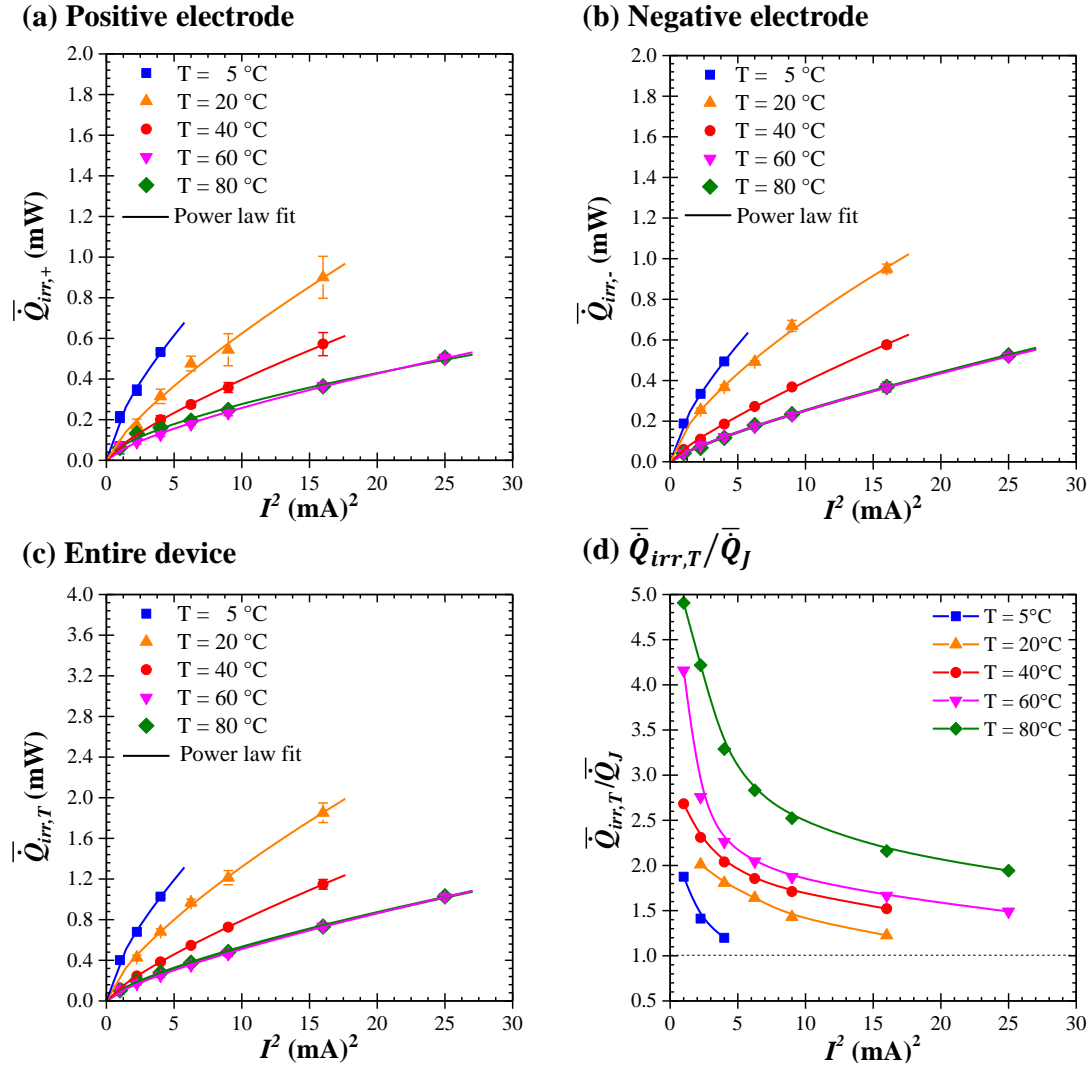 (a) Positive electrode
2.0
1.8
1.6
1.4
1.2
1.0
0.8
0.6
0.4
0.2
0.0
T = 5 °C
T = 20 °C
T = 40 °C
T = 60 °C
T = 80 °C
Power law fit
Q̇̅irr,+ (mW)
0 5 10 15 20 25 30
I² (mA)²
(b) Negative electrode
2.0
1.8
1.6
1.4
1.2
1.0
0.8
0.6
0.4
0.2
0.0
T = 5 °C
T = 20 °C
T = 40 °C
T = 60 °C
T = 80 °C
Power law fit
Q̇̅irr,- (mW)
0 5 10 15 20 25 30
I² (mA)²
(c) Entire device
4.0
3.6
3.2
2.8
2.4
2.0
1.6
1.2
0.8
0.4
0.0
T = 5 °C
T = 20 °C
T = 40 °C
T = 60 °C
T = 80 °C
Power law fit
Q̇̅irr,T (mW)
0 5 10 15 20 25 30
I² (mA)²
(d) Q̇̅irr,T/Q̇̅J
5.0
4.5
4.0
3.5
3.0
2.5
2.0
1.5
1.0
0.5
T = 5°C
T = 20°C
T = 40°C
T = 60°C
T = 80°C
Q̇̅irr,T/Q̇̅J
0 5 10 15 20 25 30
I² (mA)²